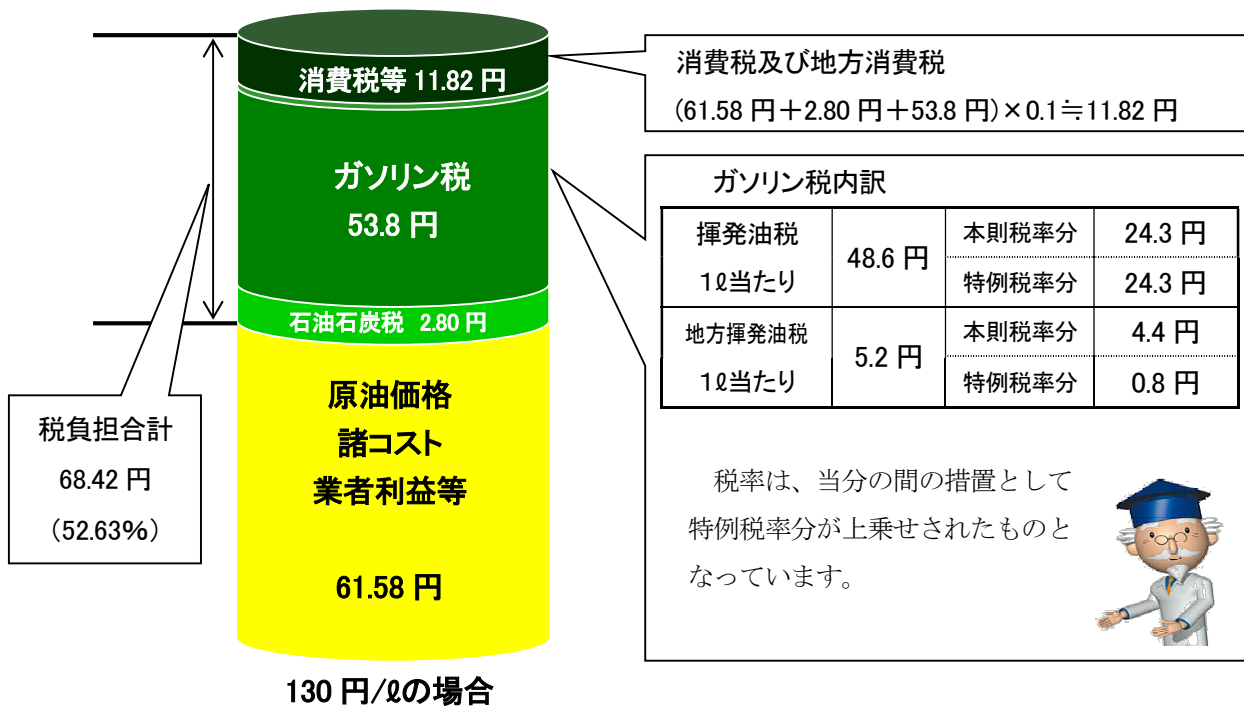 消費税等 11.82 円
ガソリン税
53.8 円
石油石炭税 2.80 円
原油価格
諸コスト
業者利益等
61.58 円
130 円/ℓの場合
税負担合計
68.42 円
(52.63%)
消費税及び地方消費税
(61.58 円+2.80 円+53.8 円)×0.1≒11.82 円
ガソリン税内訳
揮発油税
1ℓ当たり
48.6 円
本則税率分 24.3 円
特例税率分 24.3 円
地方揮発油税
1ℓ当たり
5.2 円
本則税率分 4.4 円
特例税率分 0.8 円
税率は、当分の間の措置として
特例税率分が上乗せされたものと
なっています。